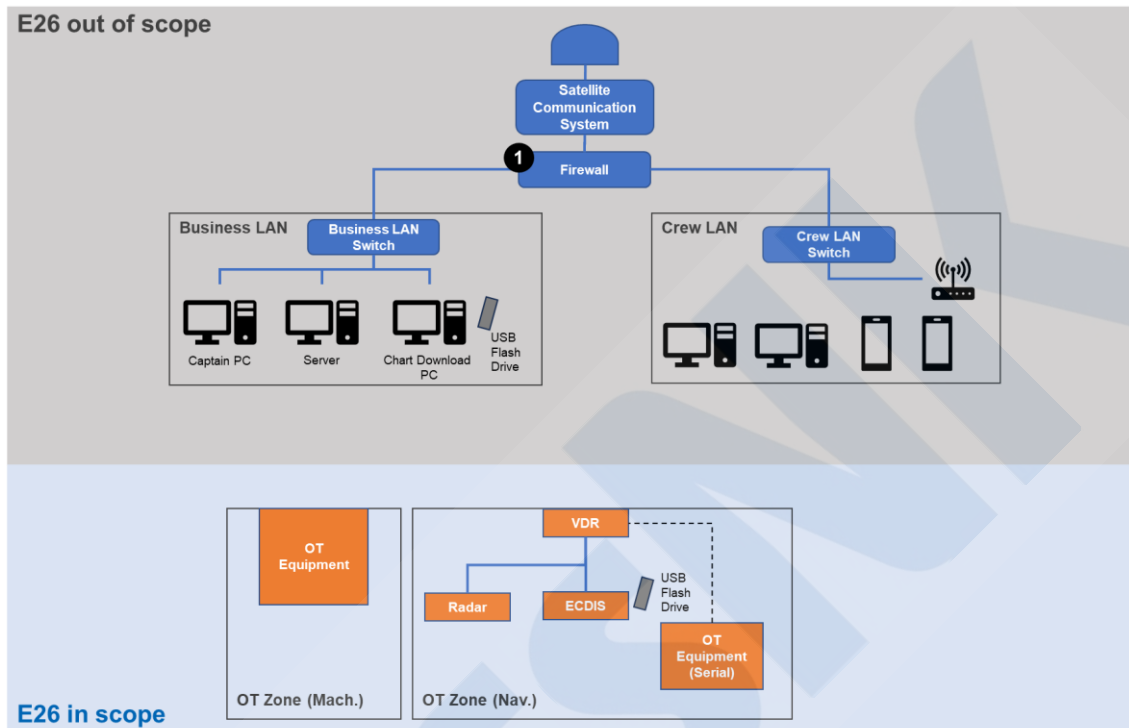 E26 out of scope
Satellite
Communication
System
1
Firewall
Business LAN
Business LAN
Switch
Captain PC
Server
Chart Download
PC
USB
Flash
Drive
Crew LAN
Crew LAN
Switch
OT
Equipment
OT Zone (Mach.)
VDR
Radar
ECDIS
USB
Flash
Drive
OT
Equipment
(Serial)
OT Zone (Nav.)
E26 in scope